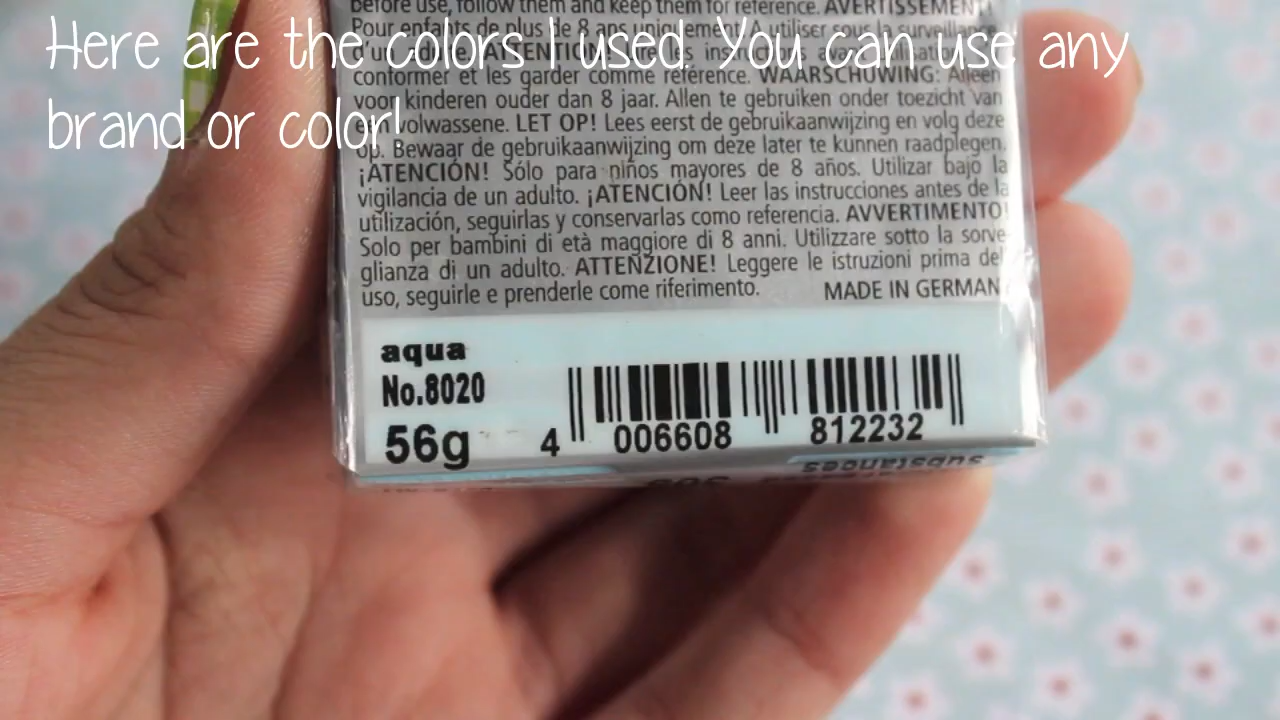 Here are the colors I used. You can use any
brand or color!
before use, follow them and keep them for reference. AVERTISSEMENT!
Pour enfants de plus de 8 ans
conformer et les garder comme référence. WAARSCHUWING: Alleen
voor kinderen ouder dan 8 jaar. Allen te gebruiken onder toezicht van
een volwassene. LET OP! Lees eerst de gebruikaanwijzing en volg deze
op. Bewaar de gebruikaanwijzing om deze later te kunnen raadplegen.
¡ATENCIÓN! Sólo para niños mayores de 8 años. Utilizar bajo la
vigilancia de un adulto. ¡ATENCIÓN! Leer las instrucciones antes de la
utilización, seguirlas y conservarlas como referencia. AVVERTIMENTO!
Solo per bambini di età maggiore di 8 anni. Utilizzare sotto la sorve-
glianza di un adulto. ATTENZIONE! Leggere le istruzioni prima del
uso, seguirle e prenderle come riferimento. MADE IN GERMANY
aqua
No.8020
56g 4 006608 812232
substances